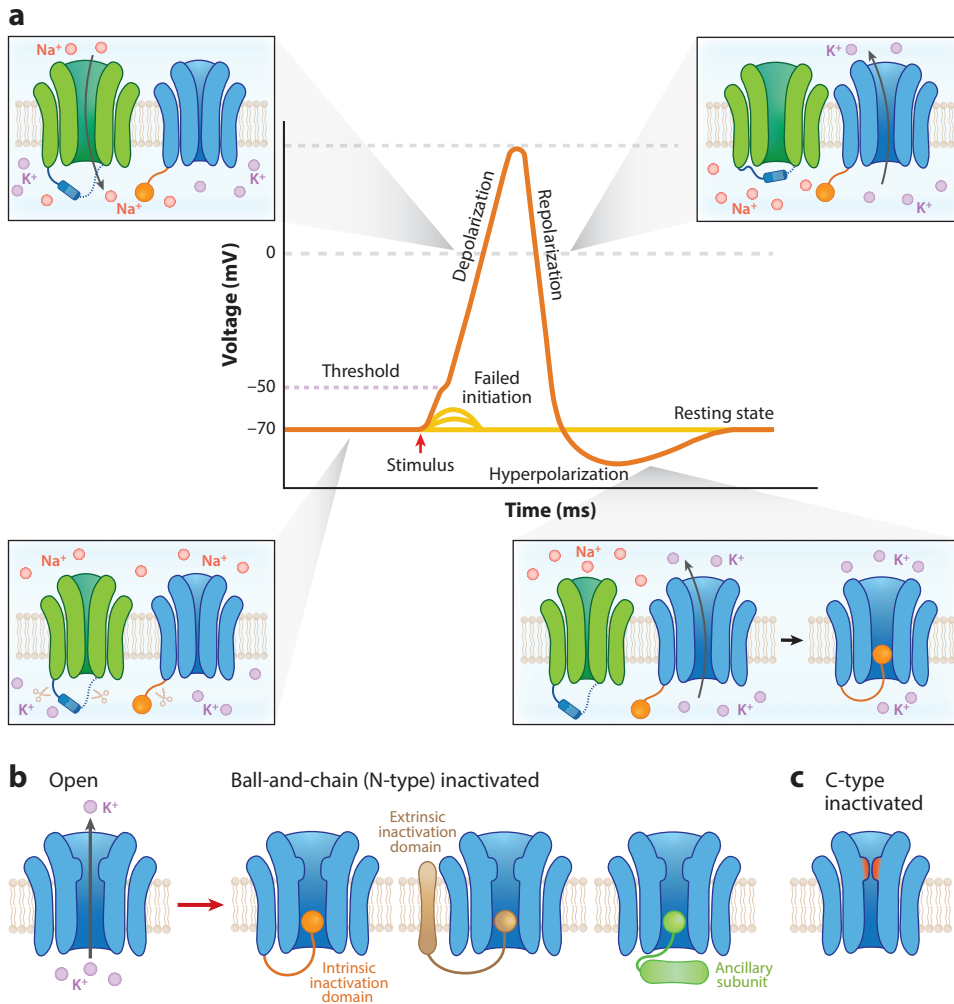 a
Na⁺
K⁺
K⁺
Na⁺
K⁺
Na⁺
K⁺
Voltage (mV)
0
−50
−70
Depolarization
Repolarization
Threshold
Failed
initiation
Resting state
Stimulus
Hyperpolarization
Time (ms)
Na⁺
K⁺
K⁺
Na⁺
K⁺
K⁺
K⁺
K⁺
b
Open
K⁺
K⁺
Ball-and-chain (N-type) inactivated
Extrinsic
inactivation
domain
Intrinsic
inactivation
domain
Ancillary
subunit
c
C-type
inactivated